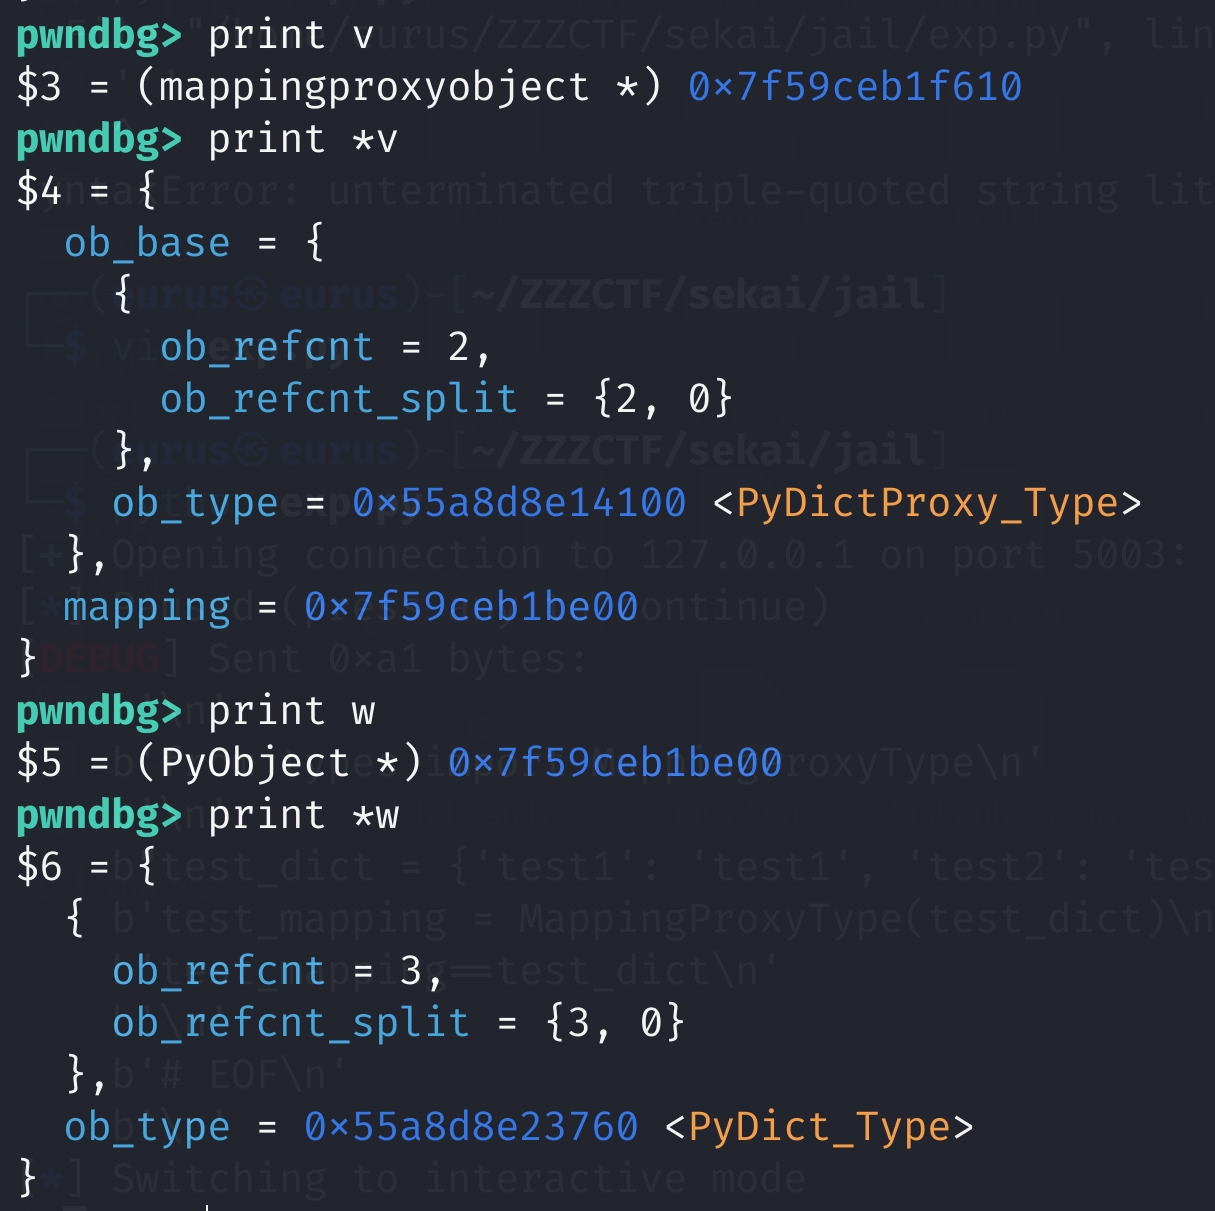 pwndbg> print v
$3 = (mappingproxyobject *) 0x7f59ceb1f610
pwndbg> print *v
$4 = {
  ob_base = {
    {
      ob_refcnt = 2,
      ob_refcnt_split = {2, 0}
    },
    ob_type = 0x55a8d8e14100 <PyDictProxy_Type>
  },
  mapping = 0x7f59ceb1be00
}
pwndbg> print w
$5 = (PyObject *) 0x7f59ceb1be00
pwndbg> print *w
$6 = {
  {
    ob_refcnt = 3,
    ob_refcnt_split = {3, 0}
  },
  ob_type = 0x55a8d8e23760 <PyDict_Type>
}